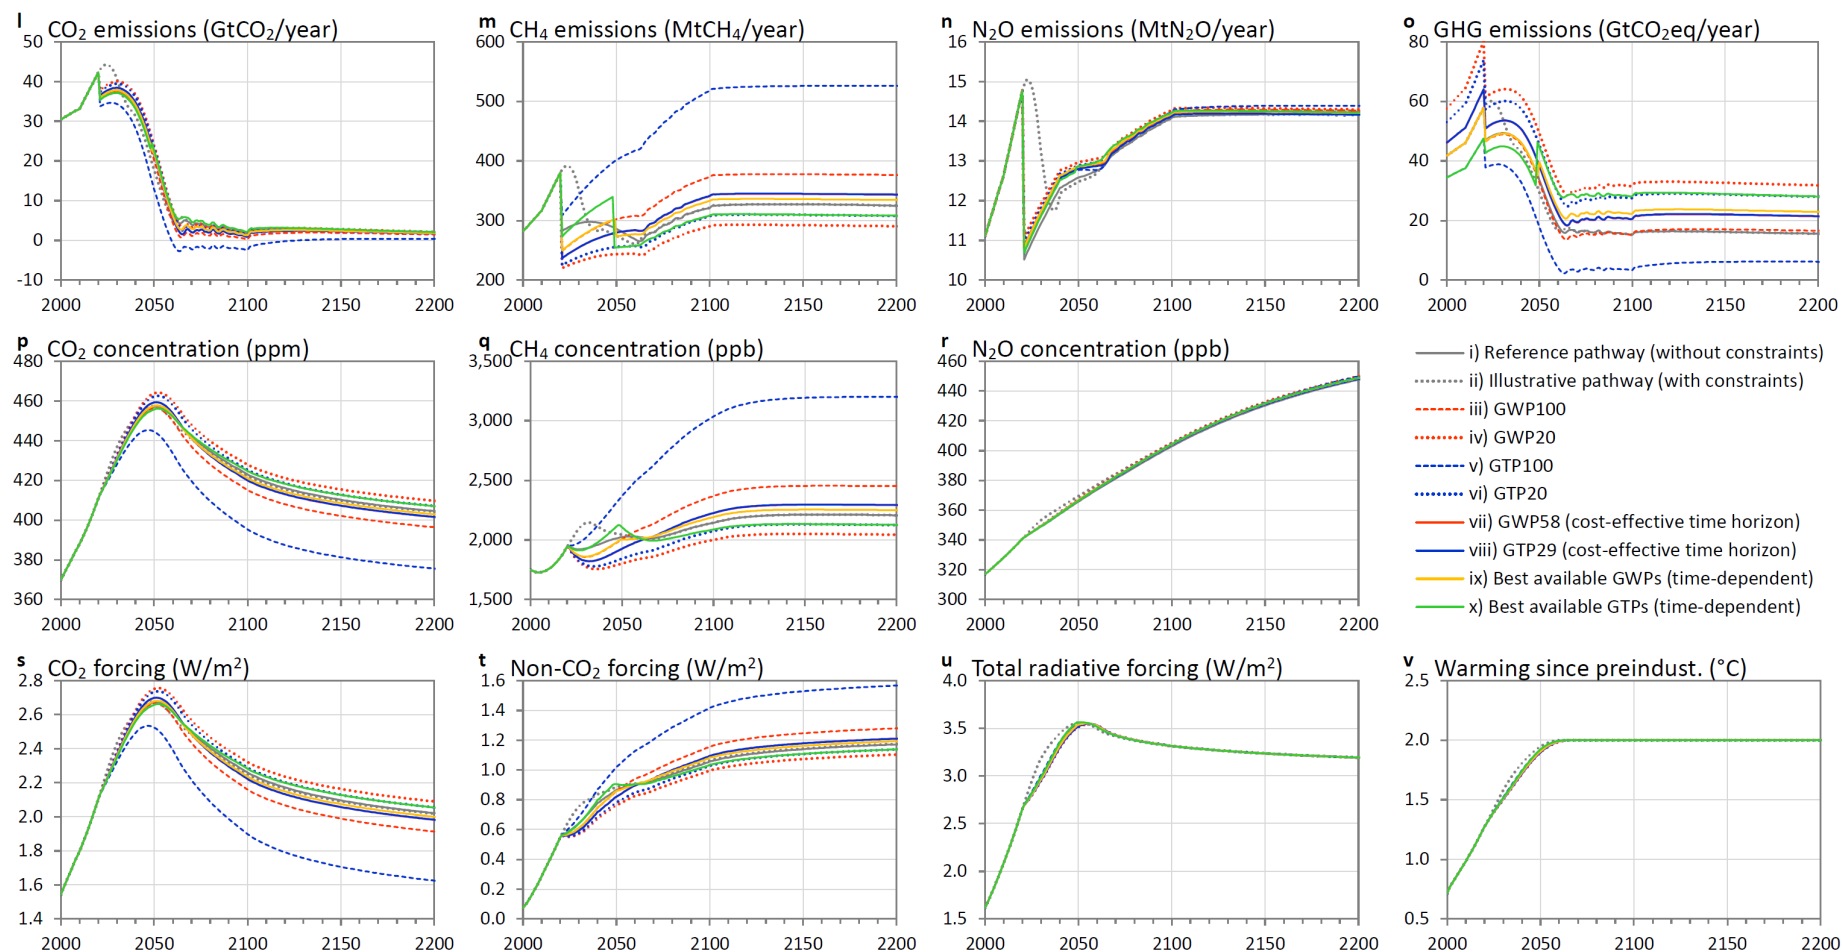 l CO₂ emissions (GtCO₂/year)
50
40
30
20
10
0
-10
2000 2050 2100 2150 2200
m CH₄ emissions (MtCH₄/year)
600
500
400
300
200
2000 2050 2100 2150 2200
n N₂O emissions (MtN₂O/year)
16
15
14
13
12
11
10
2000 2050 2100 2150 2200
o GHG emissions (GtCO₂eq/year)
80
60
40
20
0
2000 2050 2100 2150 2200
p CO₂ concentration (ppm)
480
460
440
420
400
380
360
2000 2050 2100 2150 2200
q CH₄ concentration (ppb)
3,500
3,000
2,500
2,000
1,500
2000 2050 2100 2150 2200
r N₂O concentration (ppb)
460
440
420
400
380
360
340
320
300
2000 2050 2100 2150 2200
i) Reference pathway (without constraints)
ii) Illustrative pathway (with constraints)
iii) GWP100
iv) GWP20
v) GTP100
vi) GTP20
vii) GWP58 (cost-effective time horizon)
viii) GTP29 (cost-effective time horizon)
ix) Best available GWPs (time-dependent)
x) Best available GTPs (time-dependent)
s CO₂ forcing (W/m²)
2.8
2.6
2.4
2.2
2.0
1.8
1.6
1.4
2000 2050 2100 2150 2200
t Non-CO₂ forcing (W/m²)
1.6
1.4
1.2
1.0
0.8
0.6
0.4
0.2
0.0
2000 2050 2100 2150 2200
u Total radiative forcing (W/m²)
4.0
3.5
3.0
2.5
2.0
1.5
2000 2050 2100 2150 2200
v Warming since preindust. (°C)
2.5
2.0
1.5
1.0
0.5
2000 2050 2100 2150 2200